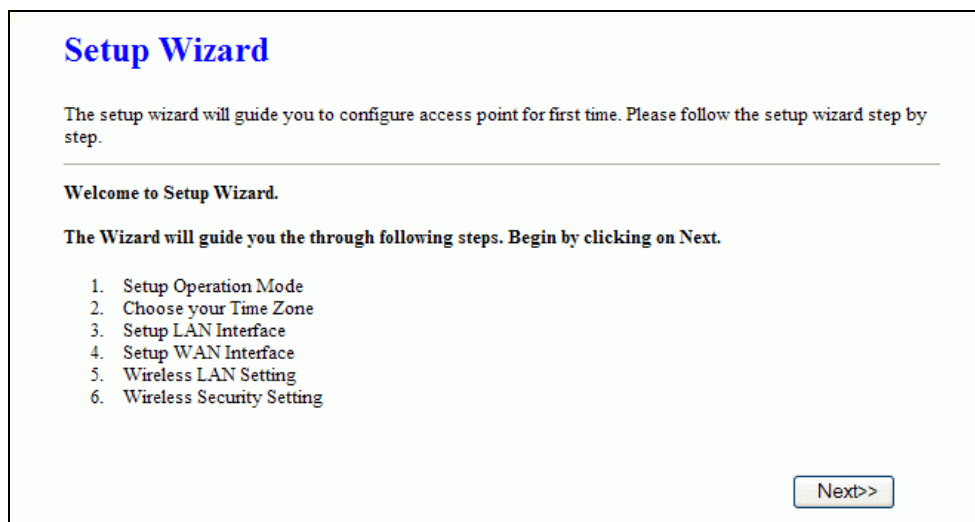 Setup Wizard
The setup wizard will guide you to configure access point for first time. Please follow the setup wizard step by
step.
Welcome to Setup Wizard.
The Wizard will guide you the through following steps. Begin by clicking on Next.
1. Setup Operation Mode
2. Choose your Time Zone
3. Setup LAN Interface
4. Setup WAN Interface
5. Wireless LAN Setting
6. Wireless Security Setting
Next>>